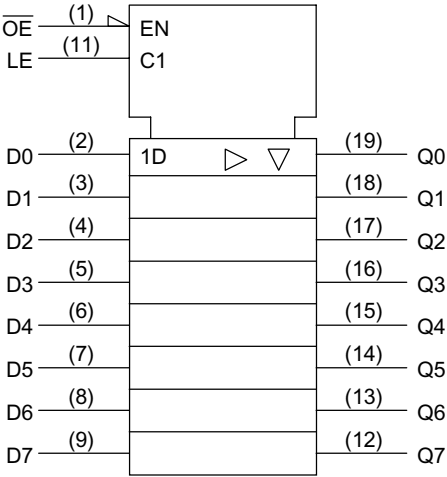 O̅E̅ (1) EN
LE (11) C1
D0 (2) 1D (19) Q0
D1 (3) (18) Q1
D2 (4) (17) Q2
D3 (5) (16) Q3
D4 (6) (15) Q4
D5 (7) (14) Q5
D6 (8) (13) Q6
D7 (9) (12) Q7